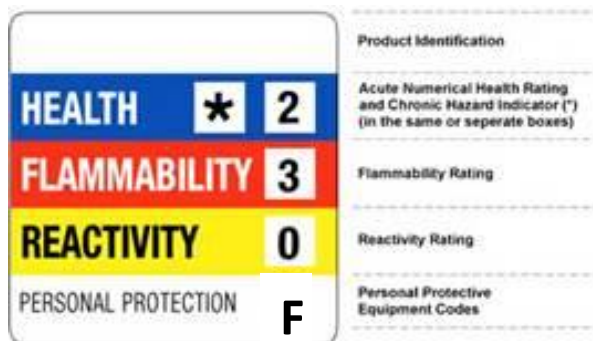 Product Identification
HEALTH * 2
Acute Numerical Health Rating
and Chronic Hazard Indicator (*)
(in the same or seperate boxes)
FLAMMABILITY 3
Flammability Rating
REACTIVITY 0
Reactivity Rating
PERSONAL PROTECTION F
Personal Protective
Equipment Codes